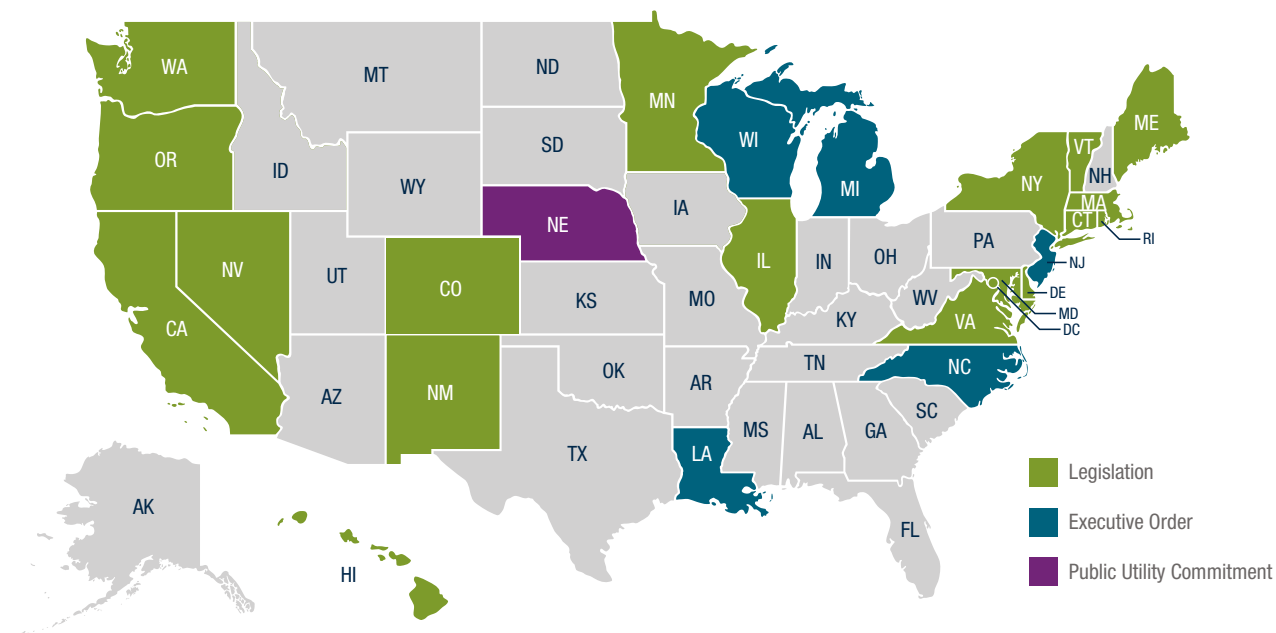 WA
MT
ND
MN
OR
ID
WY
SD
WI
MI
ME
VT
NH
NY
MA
CT
RI
NV
UT
CO
NE
IA
IL
IN
OH
PA
NJ
CA
KS
MO
KY
WV
VA
DE
MD
DC
AZ
NM
OK
AR
TN
NC
TX
LA
MS
AL
GA
SC
FL
AK
HI
Legislation
Executive Order
Public Utility Commitment